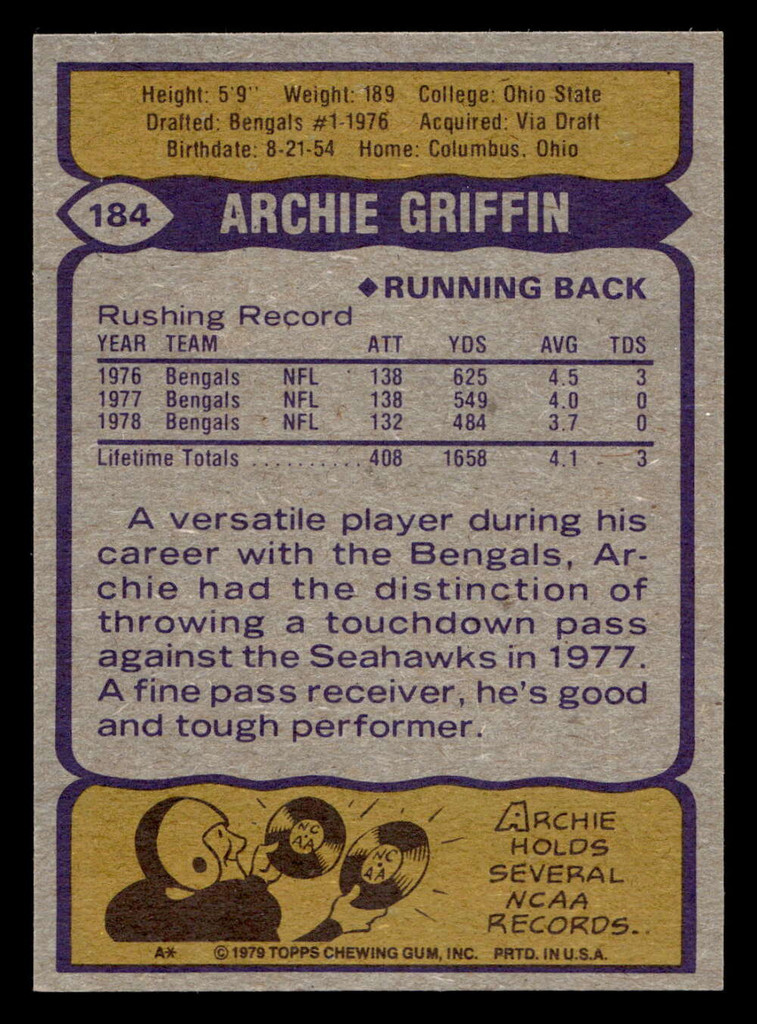 Height: 5'9" Weight: 189 College: Ohio State
Drafted: Bengals #1-1976 Acquired: Via Draft
Birthdate: 8-21-54 Home: Columbus, Ohio
184 ARCHIE GRIFFIN
◆RUNNING BACK
Rushing Record
YEAR TEAM ATT YDS AVG TDS
1976 Bengals NFL 138 625 4.5 3
1977 Bengals NFL 138 549 4.0 0
1978 Bengals NFL 132 484 3.7 0
Lifetime Totals .......... 408 1658 4.1 3
A versatile player during his
career with the Bengals, Ar-
chie had the distinction of
throwing a touchdown pass
against the Seahawks in 1977.
A fine pass receiver, he's good
and tough performer.
NC
AA
NC
AA
ARCHIE
HOLDS
SEVERAL
NCAA
RECORDS..
A* © 1979 TOPPS CHEWING GUM, INC. PRTD. IN U.S.A.